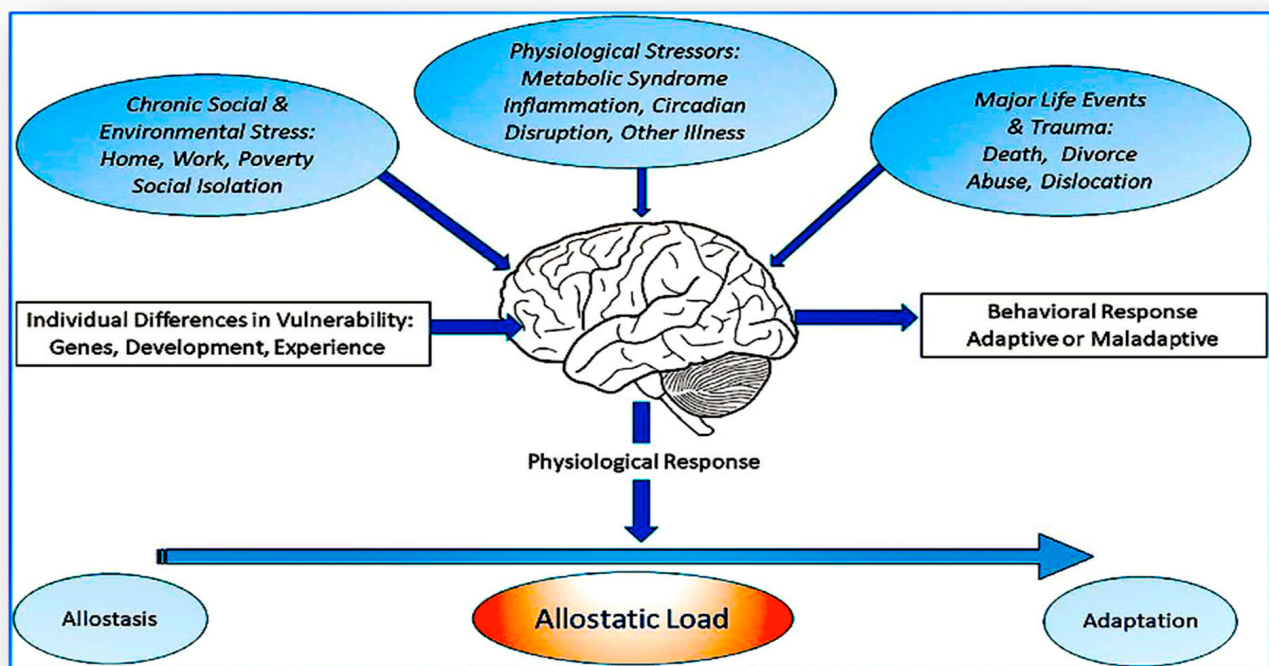 Chronic Social &
Environmental Stress:
Home, Work, Poverty
Social Isolation
Physiological Stressors:
Metabolic Syndrome
Inflammation, Circadian
Disruption, Other Illness
Major Life Events
& Trauma:
Death, Divorce
Abuse, Dislocation
Individual Differences in Vulnerability:
Genes, Development, Experience
Behavioral Response
Adaptive or Maladaptive
Physiological Response
Allostasis
Allostatic Load
Adaptation